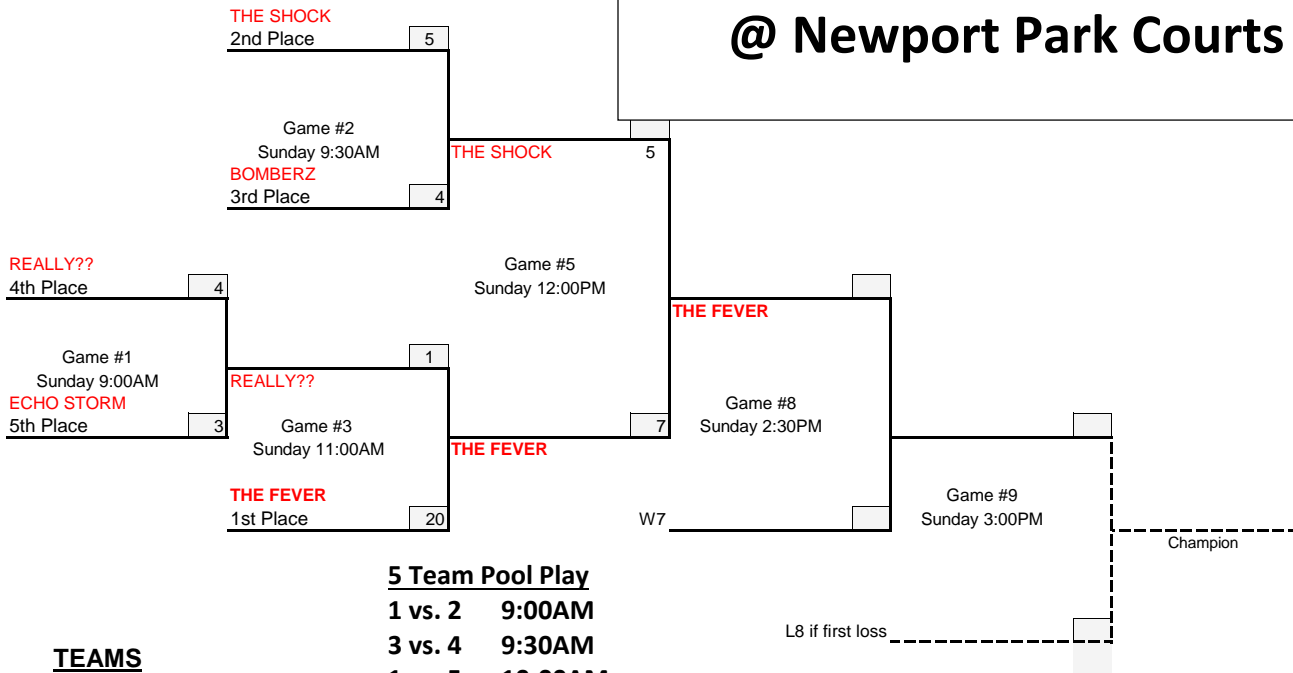 @ Newport Park Courts
THE SHOCK
2nd Place 5
Game #2
Sunday 9:30AM
THE SHOCK 5
BOMBERZ
3rd Place 4
REALLY??
4th Place 4
Game #5
Sunday 12:00PM
THE FEVER
Game #1
Sunday 9:00AM
1
REALLY??
ECHO STORM
5th Place 3
Game #3
Sunday 11:00AM
7
THE FEVER
Game #8
Sunday 2:30PM
THE FEVER
1st Place 20
W7
Game #9
Sunday 3:00PM
Champion
5 Team Pool Play
1 vs. 2 9:00AM
3 vs. 4 9:30AM
L8 if first loss
TEAMS